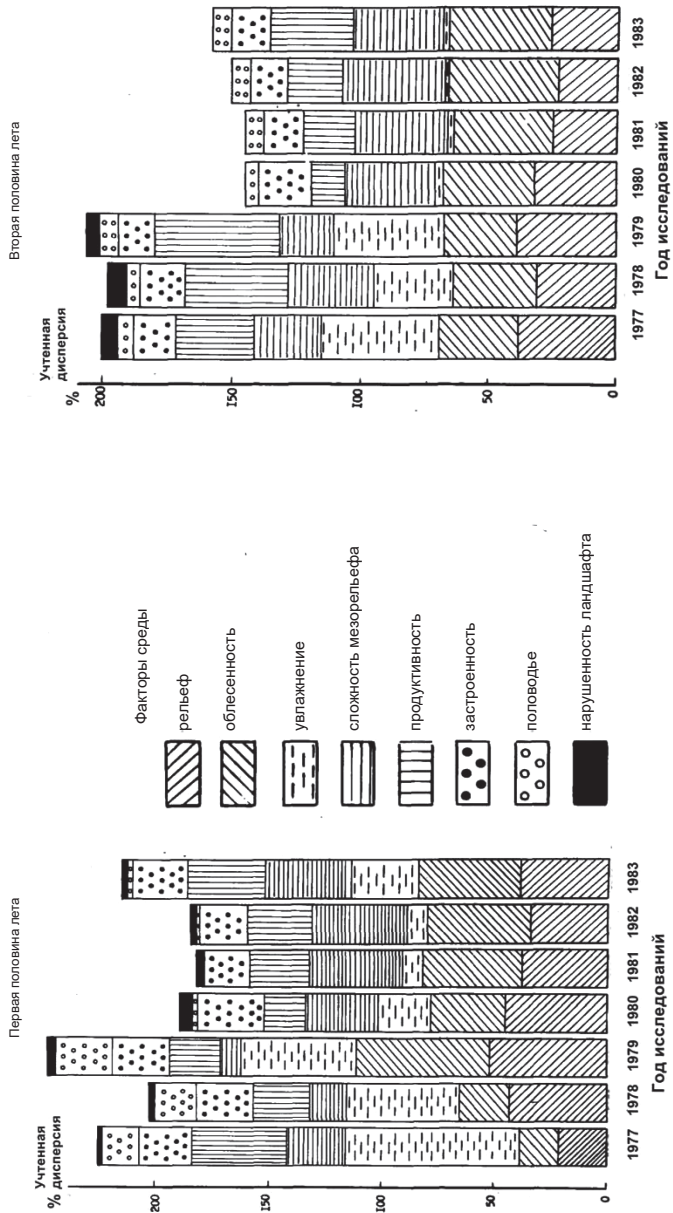 Первая половина лета
Учтенная
дисперсия
%
200
150
100
50
0
1977 1978 1979 1980 1981 1982 1983
Год исследований
Факторы среды
рельеф
облесенность
увлажнение
сложность мезорельефа
продуктивность
застроенность
половодье
нарушенность ландшафта
Вторая половина лета
Учтенная
дисперсия
%
200
150
100
50
0
1977 1978 1979 1980 1981 1982 1983
Год исследований